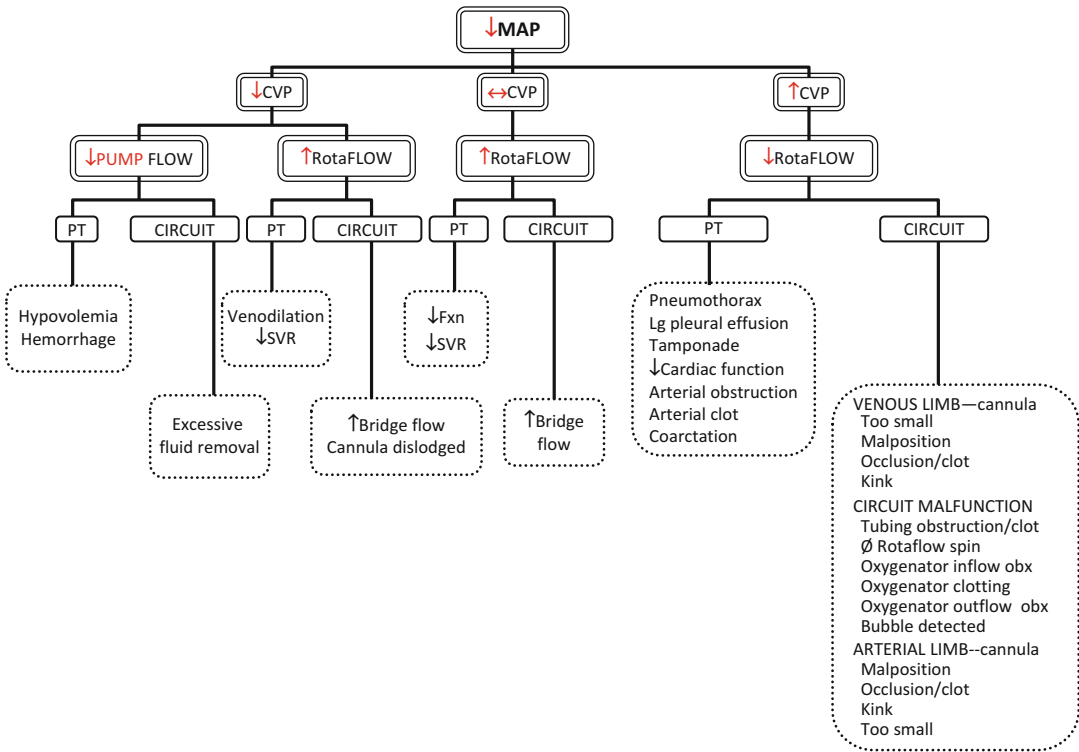 ↓MAP
↓CVP
↔CVP
↑CVP
↓PUMP FLOW
↑RotaFLOW
↑RotaFLOW
↓RotaFLOW
PT
CIRCUIT
PT
CIRCUIT
PT
CIRCUIT
PT
CIRCUIT
Hypovolemia
Hemorrhage
Excessive
fluid removal
Venodilation
↓SVR
↑Bridge flow
Cannula dislodged
↓Fxn
↓SVR
↑Bridge
flow
Pneumothorax
Lg pleural effusion
Tamponade
↓Cardiac function
Arterial obstruction
Arterial clot
Coarctation
VENOUS LIMB—cannula
Too small
Malposition
Occlusion/clot
Kink
CIRCUIT MALFUNCTION
Tubing obstruction/clot
Ø Rotaflow spin
Oxygenator inflow obx
Oxygenator clotting
Oxygenator outflow obx
Bubble detected
ARTERIAL LIMB--cannula
Malposition
Occlusion/clot
Kink
Too small